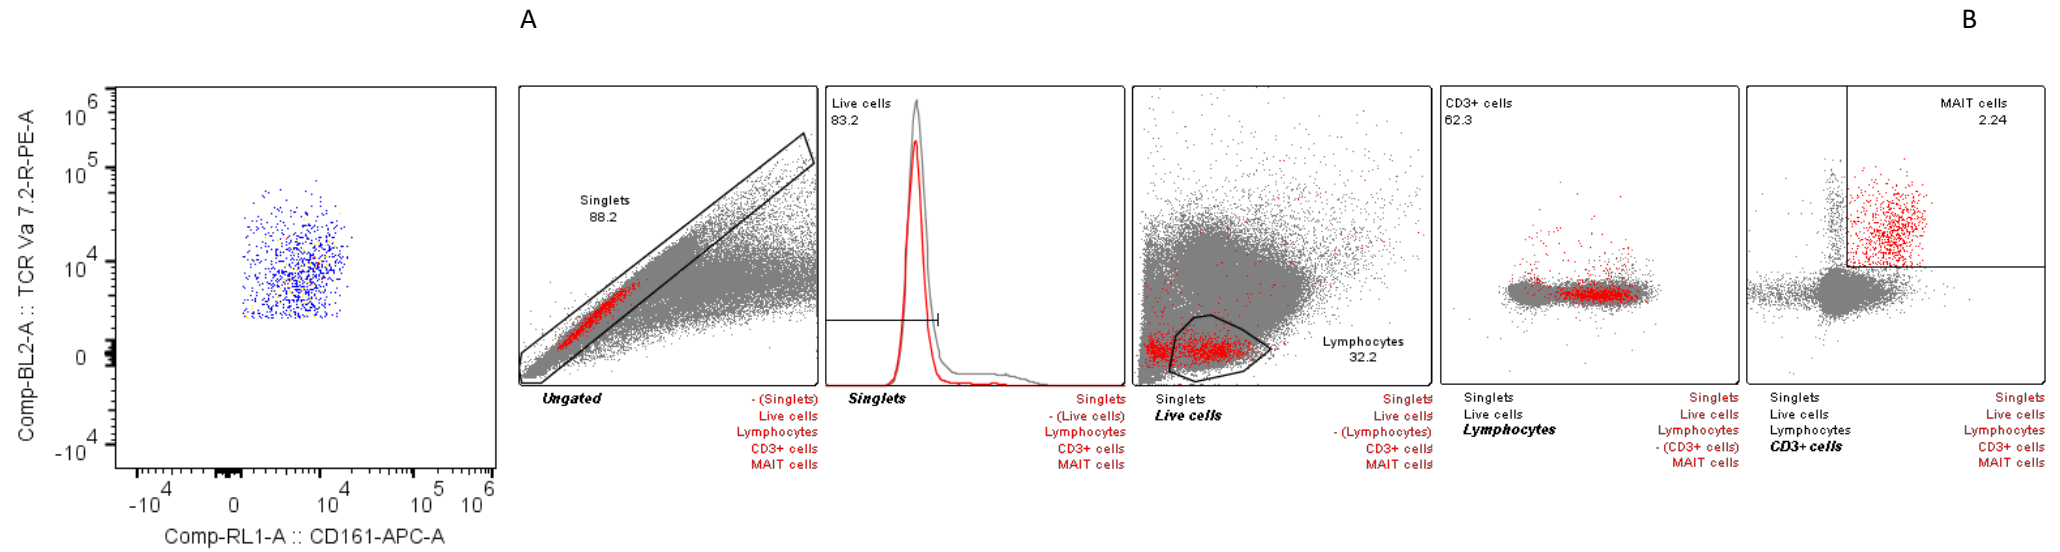 A
B
10^6
10^5
10^4
0
-10^4
Comp-BL2-A :: TCR Va 7.2-R-PE-A
-10^4 0 10^4 10^5 10^6
Comp-RL1-A :: CD161-APC-A
Singlets
88.2
Ungated
- (Singlets)
Live cells
Lymphocytes
CD3+ cells
MAIT cells
Live cells
83.2
Singlets
Singlets
- (Live cells)
Lymphocytes
CD3+ cells
MAIT cells
Lymphocytes
32.2
Singlets
Live cells
Singlets
Live cells
- (Lymphocytes)
CD3+ cells
MAIT cells
CD3+ cells
62.3
Singlets
Live cells
Lymphocytes
Singlets
Live cells
Lymphocytes
- (CD3+ cells)
MAIT cells
MAIT cells
2.24
Singlets
Live cells
Lymphocytes
CD3+ cells
Singlets
Live cells
Lymphocytes
CD3+ cells
MAIT cells